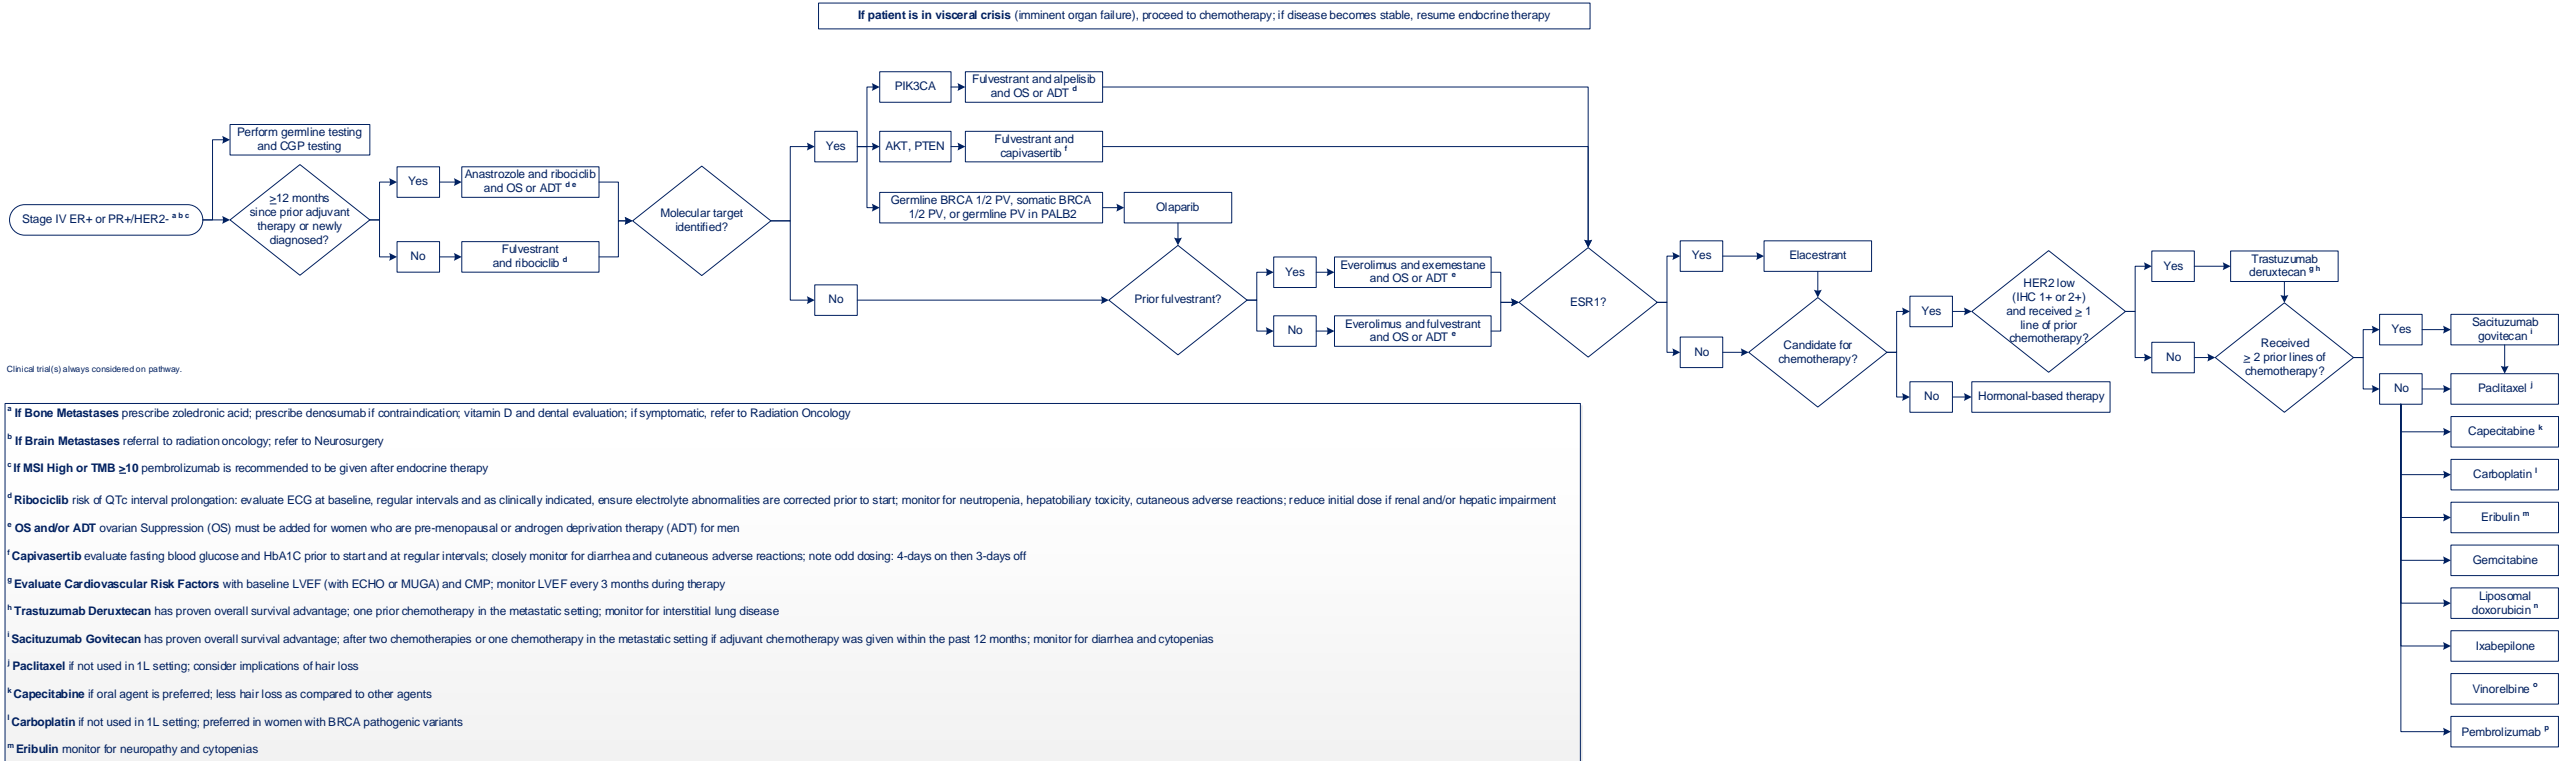 If patient is in visceral crisis (imminent organ failure), proceed to chemotherapy; if disease becomes stable, resume endocrine therapy
Stage IV ER+ or PR+/HER2- a b c
Perform germline testing
and CGP testing
≥12 months
since prior adjuvant
therapy or newly
diagnosed?
Yes
Anastrozole and ribociclib
and OS or ADT d e
No
Fulvestrant
and ribociclib d
Molecular target
identified?
Yes
PIK3CA
Fulvestrant and alpelisib
and OS or ADT d
AKT, PTEN
Fulvestrant and
capivasertib f
Germline BRCA 1/2 PV, somatic BRCA
1/2 PV, or germline PV in PALB2
Olaparib
No
Prior fulvestrant?
Yes
Everolimus and exemestane
and OS or ADT e
No
Everolimus and fulvestrant
and OS or ADT e
ESR1?
Yes
Elacestrant
No
Candidate for
chemotherapy?
Yes
HER2 low
(IHC 1+ or 2+)
and received ≥ 1
line of prior
chemotherapy?
No
Hormonal-based therapy
Yes
Trastuzumab
deruxtecan g h
No
Received
≥ 2 prior lines of
chemotherapy?
Yes
Sacituzumab
govitecan i
No
Paclitaxel j
Capecitabine k
Carboplatin l
Eribulin m
Gemcitabine
Liposomal
doxorubicin n
Ixabepilone
Vinorelbine o
Pembrolizumab p
Clinical trial(s) always considered on pathway.
a If Bone Metastases prescribe zoledronic acid; prescribe denosumab if contraindication; vitamin D and dental evaluation; if symptomatic, refer to Radiation Oncology
b If Brain Metastases referral to radiation oncology; refer to Neurosurgery
c If MSI High or TMB ≥10 pembrolizumab is recommended to be given after endocrine therapy
d Ribociclib risk of QTc interval prolongation: evaluate ECG at baseline, regular intervals and as clinically indicated, ensure electrolyte abnormalities are corrected prior to start; monitor for neutropenia, hepatobiliary toxicity, cutaneous adverse reactions; reduce initial dose if renal and/or hepatic impairment
e OS and/or ADT ovarian Suppression (OS) must be added for women who are pre-menopausal or androgen deprivation therapy (ADT) for men
f Capivasertib evaluate fasting blood glucose and HbA1C prior to start and at regular intervals; closely monitor for diarrhea and cutaneous adverse reactions; note odd dosing: 4-days on then 3-days off
g Evaluate Cardiovascular Risk Factors with baseline LVEF (with ECHO or MUGA) and CMP; monitor LVEF every 3 months during therapy
h Trastuzumab Deruxtecan has proven overall survival advantage; one prior chemotherapy in the metastatic setting; monitor for interstitial lung disease
i Sacituzumab Govitecan has proven overall survival advantage; after two chemotherapies or one chemotherapy in the metastatic setting if adjuvant chemotherapy was given within the past 12 months; monitor for diarrhea and cytopenias
j Paclitaxel if not used in 1L setting; consider implications of hair loss
k Capecitabine if oral agent is preferred; less hair loss as compared to other agents
l Carboplatin if not used in 1L setting; preferred in women with BRCA pathogenic variants
m Eribulin monitor for neuropathy and cytopenias